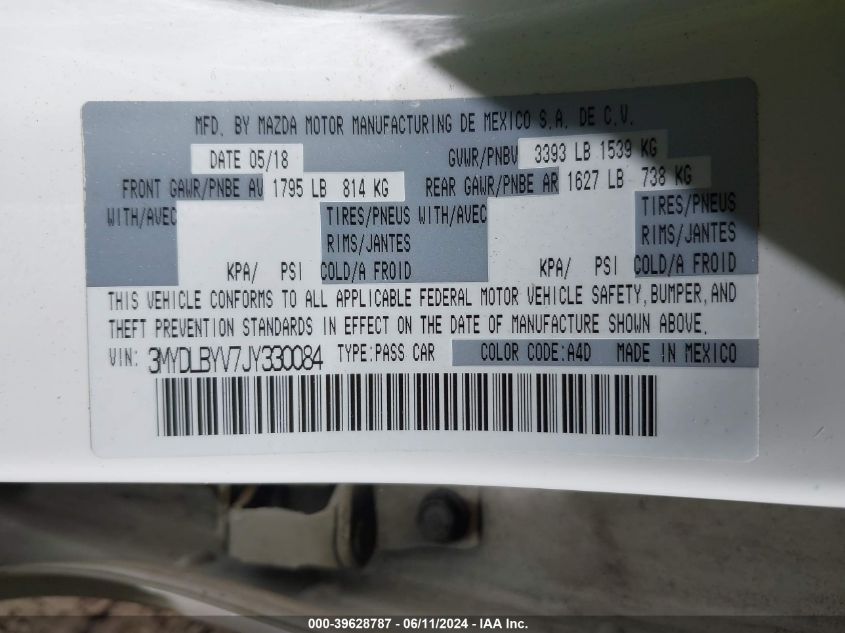 MFD. BY MAZDA MOTOR MANUFACTURING DE MEXICO S.A. DE C.V.
DATE 05/18 GVWR/PNBV 3393 LB 1539 KG
FRONT GAWR/PNBE AV 1795 LB 814 KG REAR GAWR/PNBE AR 1627 LB 738 KG
WITH/AVEC TIRES/PNEUS WITH/AVEC TIRES/PNEUS
RIMS/JANTES RIMS/JANTES
KPA/ PSI COLD/A FROID KPA/ PSI COLD/A FROID
THIS VEHICLE CONFORMS TO ALL APPLICABLE FEDERAL MOTOR VEHICLE SAFETY, BUMPER, AND
THEFT PREVENTION STANDARDS IN EFFECT ON THE DATE OF MANUFACTURE SHOWN ABOVE.
VIN: 3MYDLBYV7JY330084 TYPE:PASS CAR COLOR CODE:A4D MADE IN MEXICO
000-39628787 - 06/11/2024 - IAA Inc.